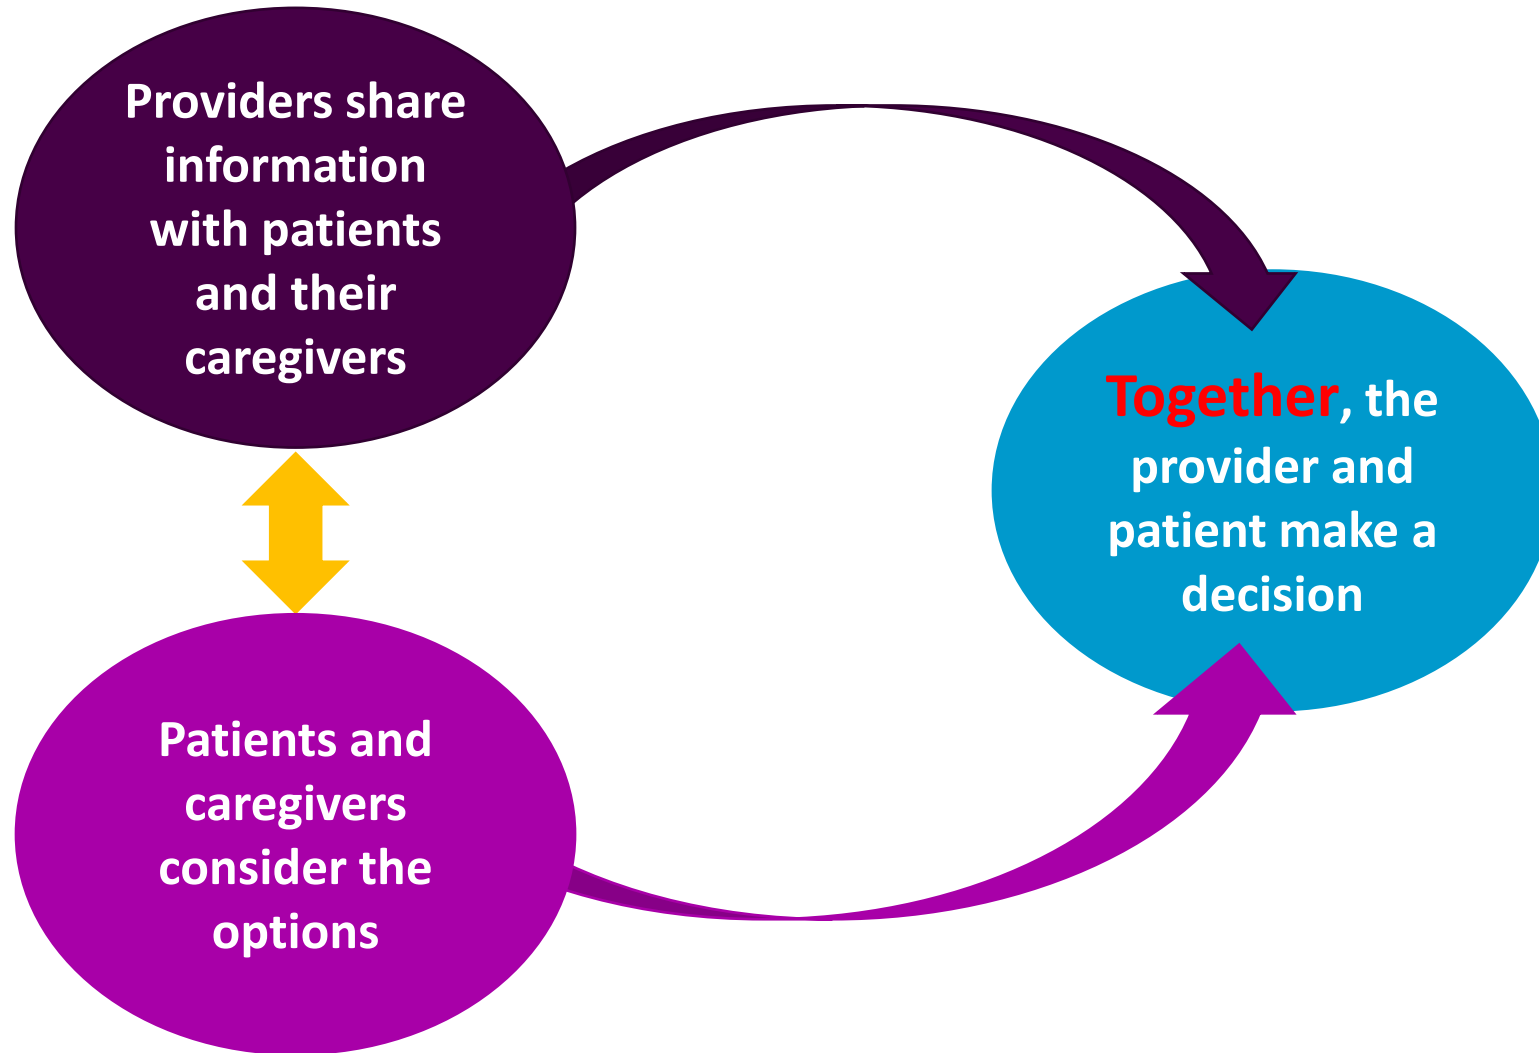 Providers share
information
with patients
and their
caregivers
Together, the
provider and
patient make a
decision
Patients and
caregivers
consider the
options